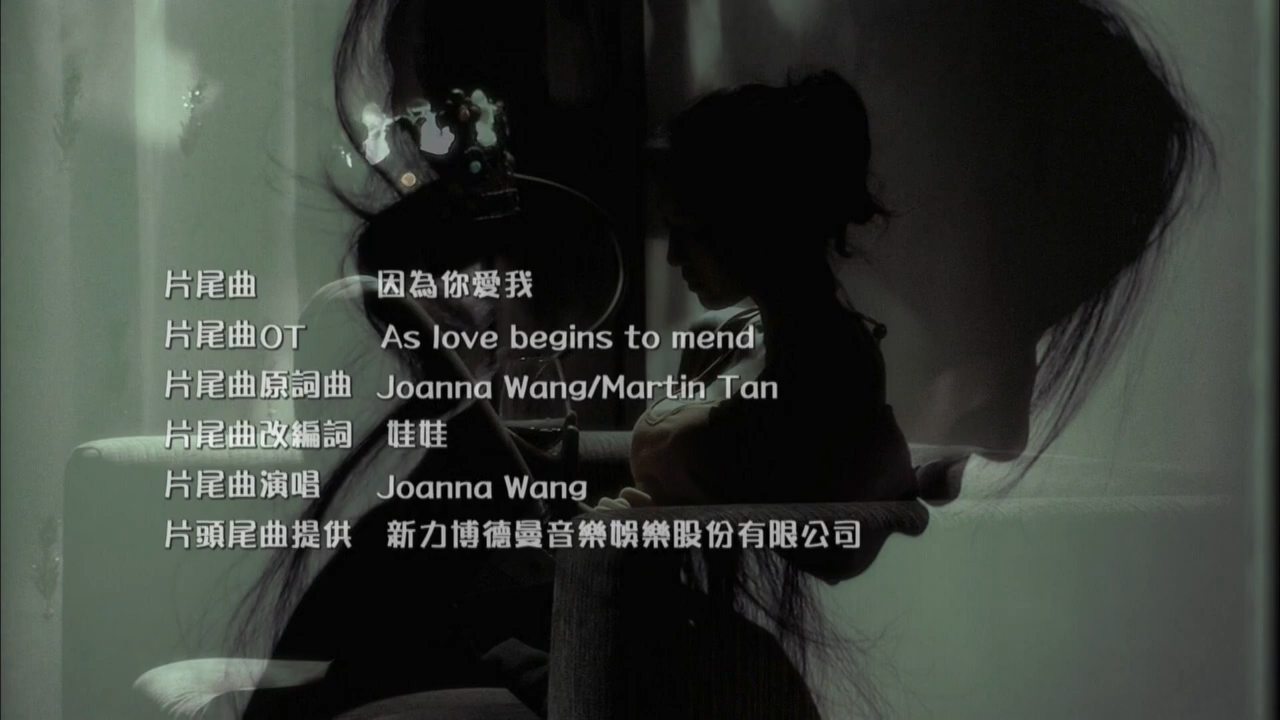 片尾曲 因為你愛我
片尾曲OT As love begins to mend
片尾曲原詞曲 Joanna Wang/Martin Tan
片尾曲改編詞 娃娃
片尾曲演唱 Joanna Wang
片頭尾曲提供 新力博德曼音樂娛樂股份有限公司